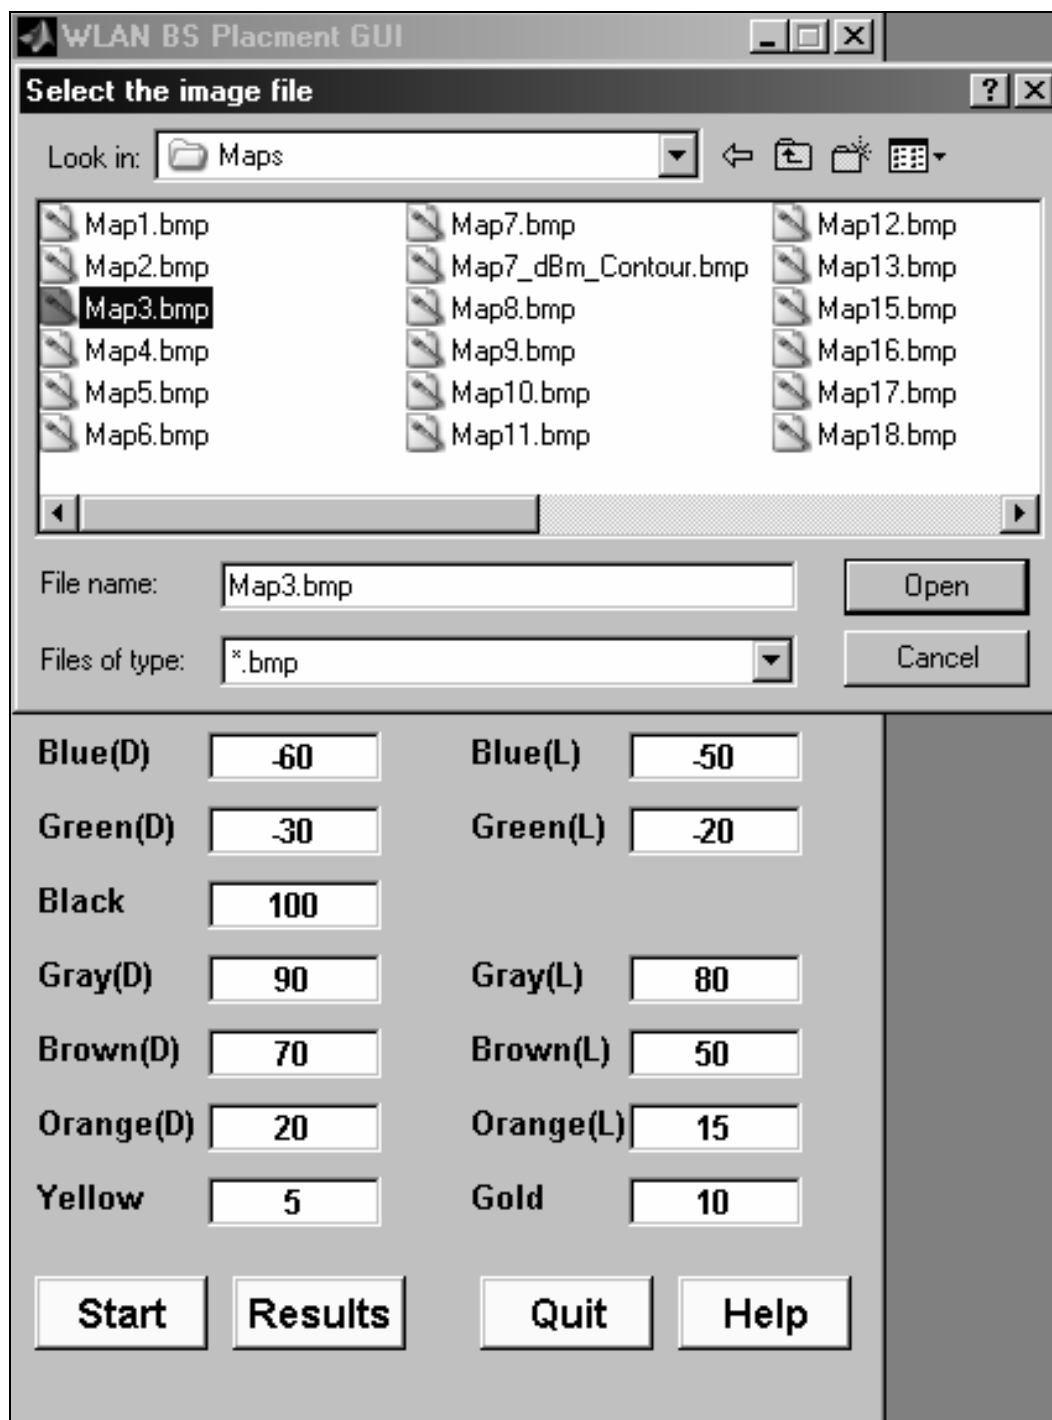 WLAN BS Placment GUI
Select the image file
Look in: Maps
Map1.bmp Map7.bmp Map12.bmp
Map2.bmp Map7_dBm_Contour.bmp Map13.bmp
Map3.bmp Map8.bmp Map15.bmp
Map4.bmp Map9.bmp Map16.bmp
Map5.bmp Map10.bmp Map17.bmp
Map6.bmp Map11.bmp Map18.bmp
File name: Map3.bmp Open
Files of type: *.bmp Cancel
Blue(D) -60 Blue(L) -50
Green(D) -30 Green(L) -20
Black 100
Gray(D) 90 Gray(L) 80
Brown(D) 70 Brown(L) 50
Orange(D) 20 Orange(L) 15
Yellow 5 Gold 10
Start Results Quit Help